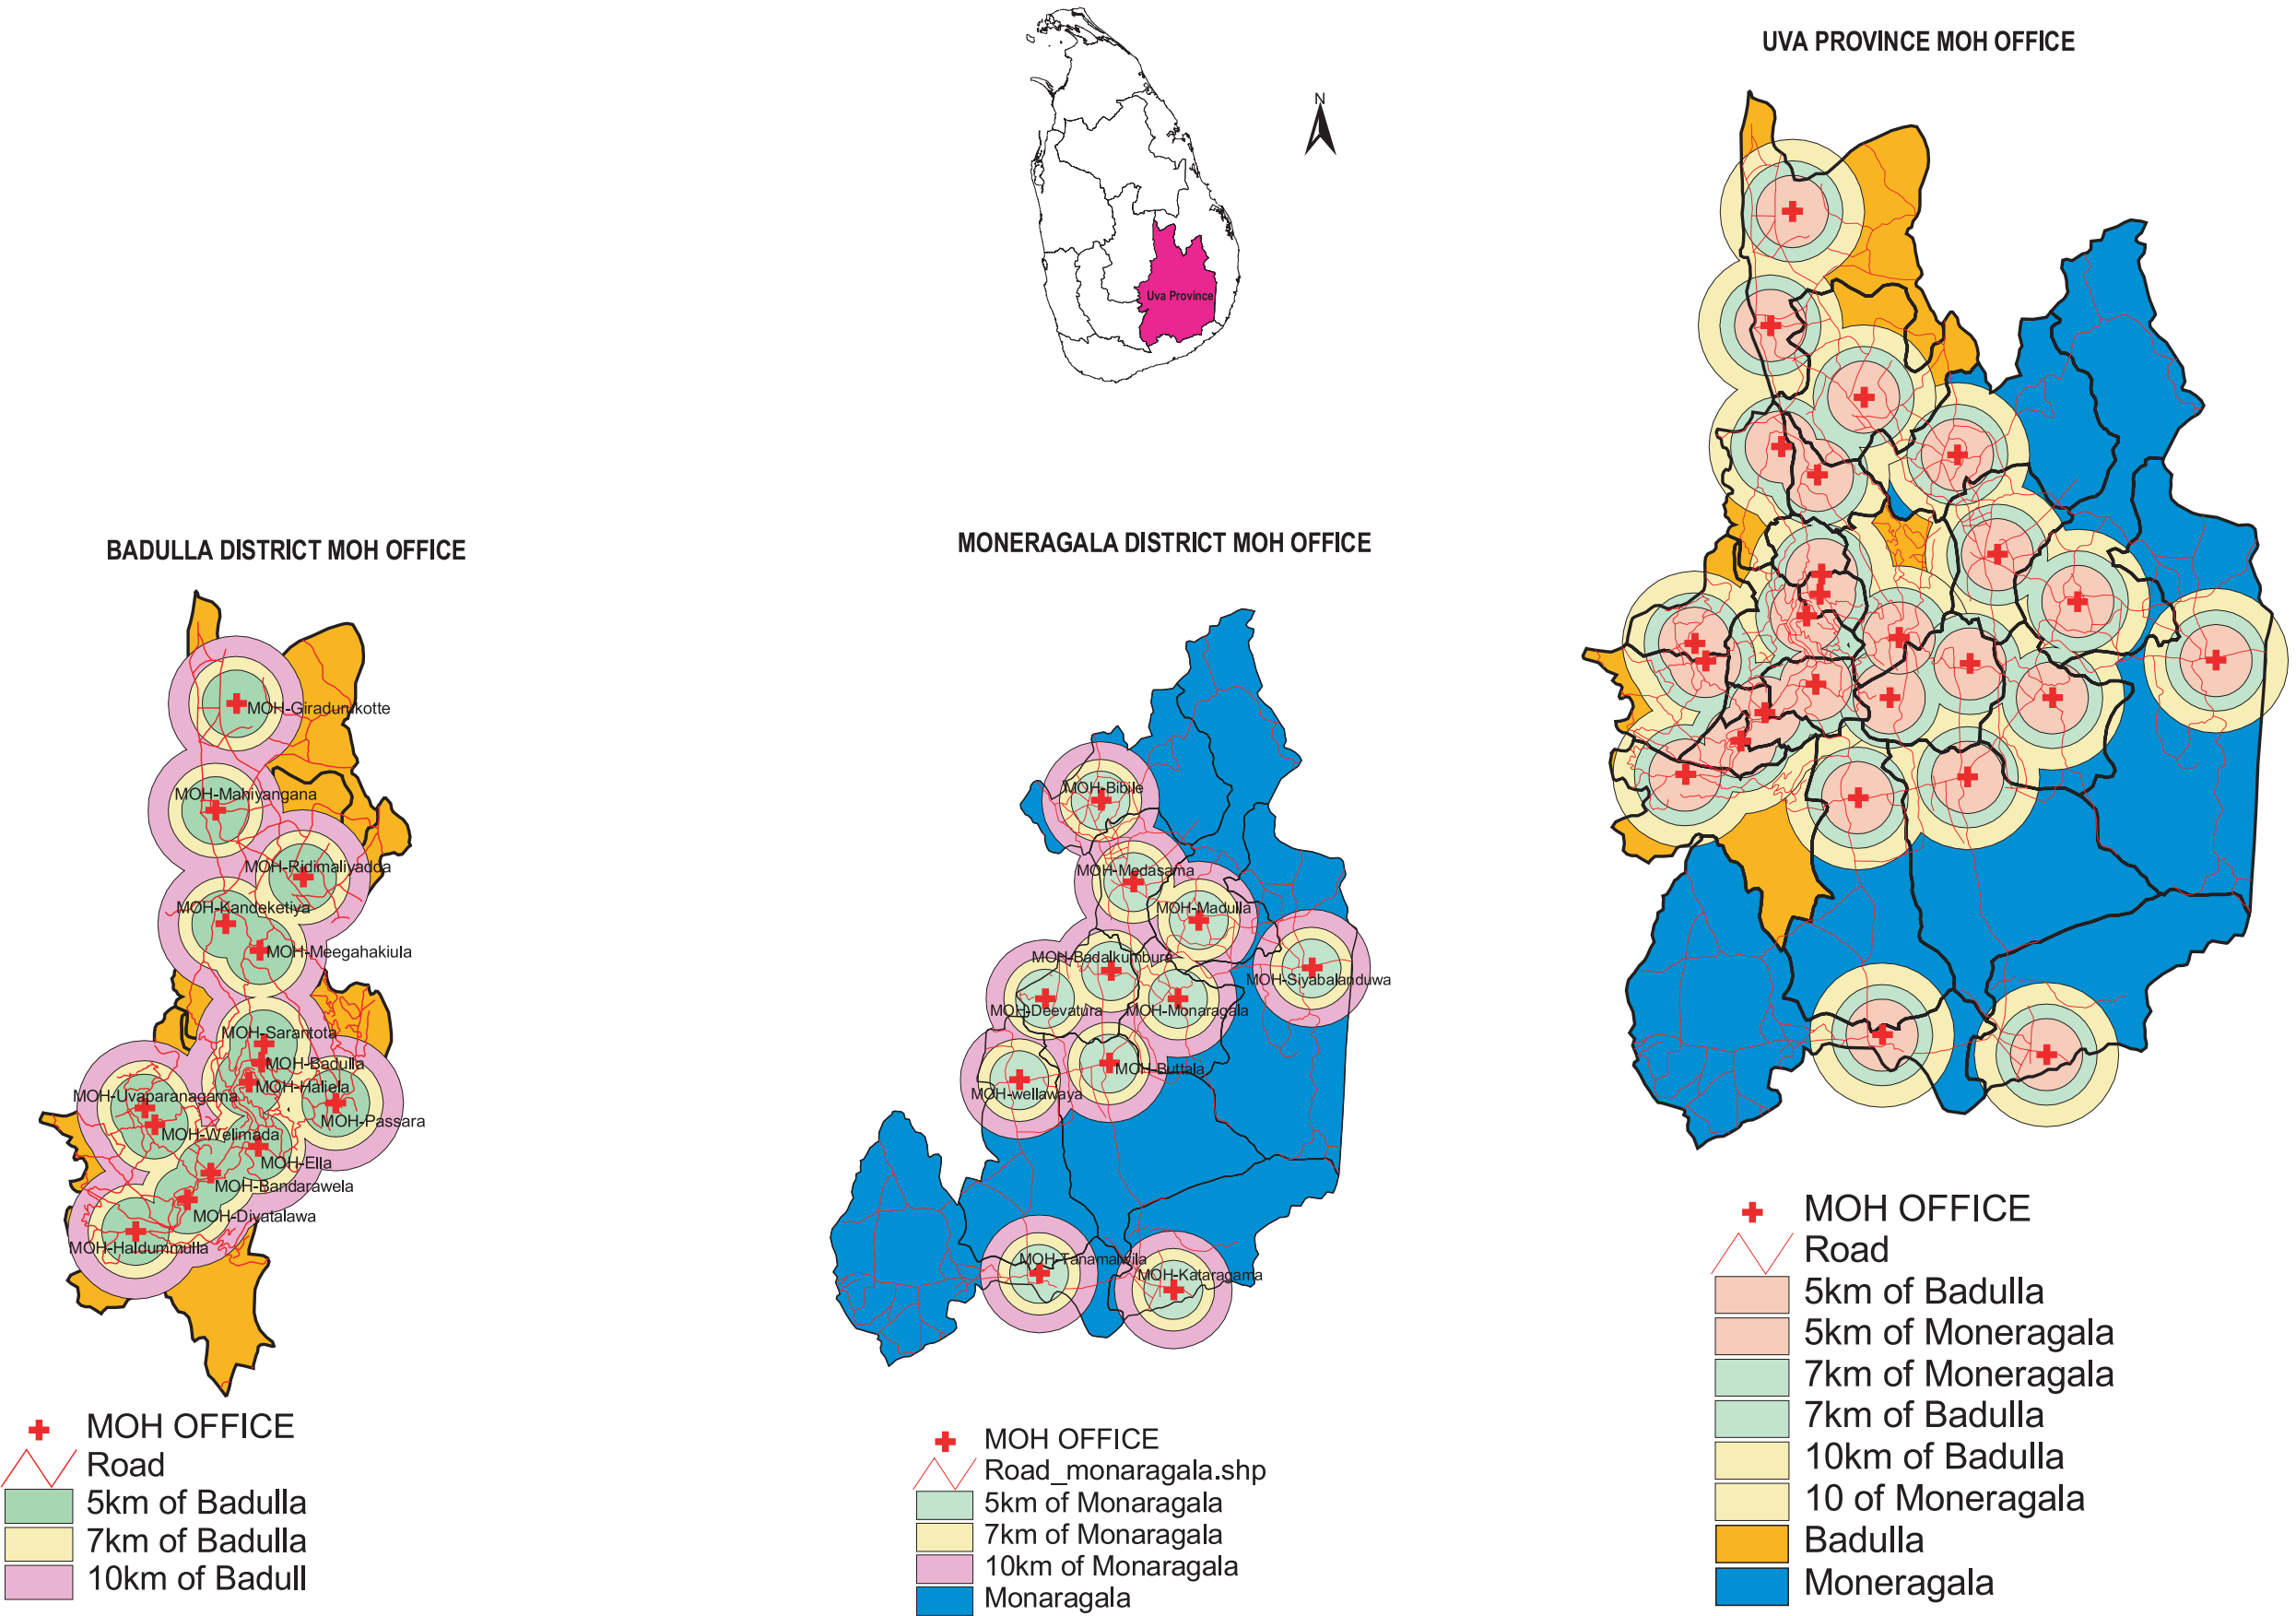 UVA PROVINCE MOH OFFICE
N
Uva Province
BADULLA DISTRICT MOH OFFICE
MOH-Giradurukotte
MOH-Mahiyangana
MOH-Ridimaliyadda
MOH-Kandeketiya
MOH-Meegahakiula
MOH-Sarantota
MOH-Badulla
MOH-Haliela
MOH-Uvaparanagama
MOH-Passara
MOH-Welimada
MOH-Ella
MOH-Bandarawela
MOH-Diyatalawa
MOH-Haldummulla
MOH OFFICE
Road
5km of Badulla
7km of Badulla
10km of Badull
MONERAGALA DISTRICT MOH OFFICE
MOH-Bibile
MOH-Medasama
MOH-Madulla
MOH-Badalkumbura
MOH-Siyabalanduwa
MOH-Deevatura
MOH-Monaragala
MOH-Buttala
MOH-wellawaya
MOH-Tanamalwila
MOH-Kataragama
MOH OFFICE
Road_monaragala.shp
5km of Monaragala
7km of Monaragala
10km of Monaragala
Monaragala
MOH OFFICE
Road
5km of Badulla
5km of Moneragala
7km of Moneragala
7km of Badulla
10km of Badulla
10 of Moneragala
Badulla
Moneragala